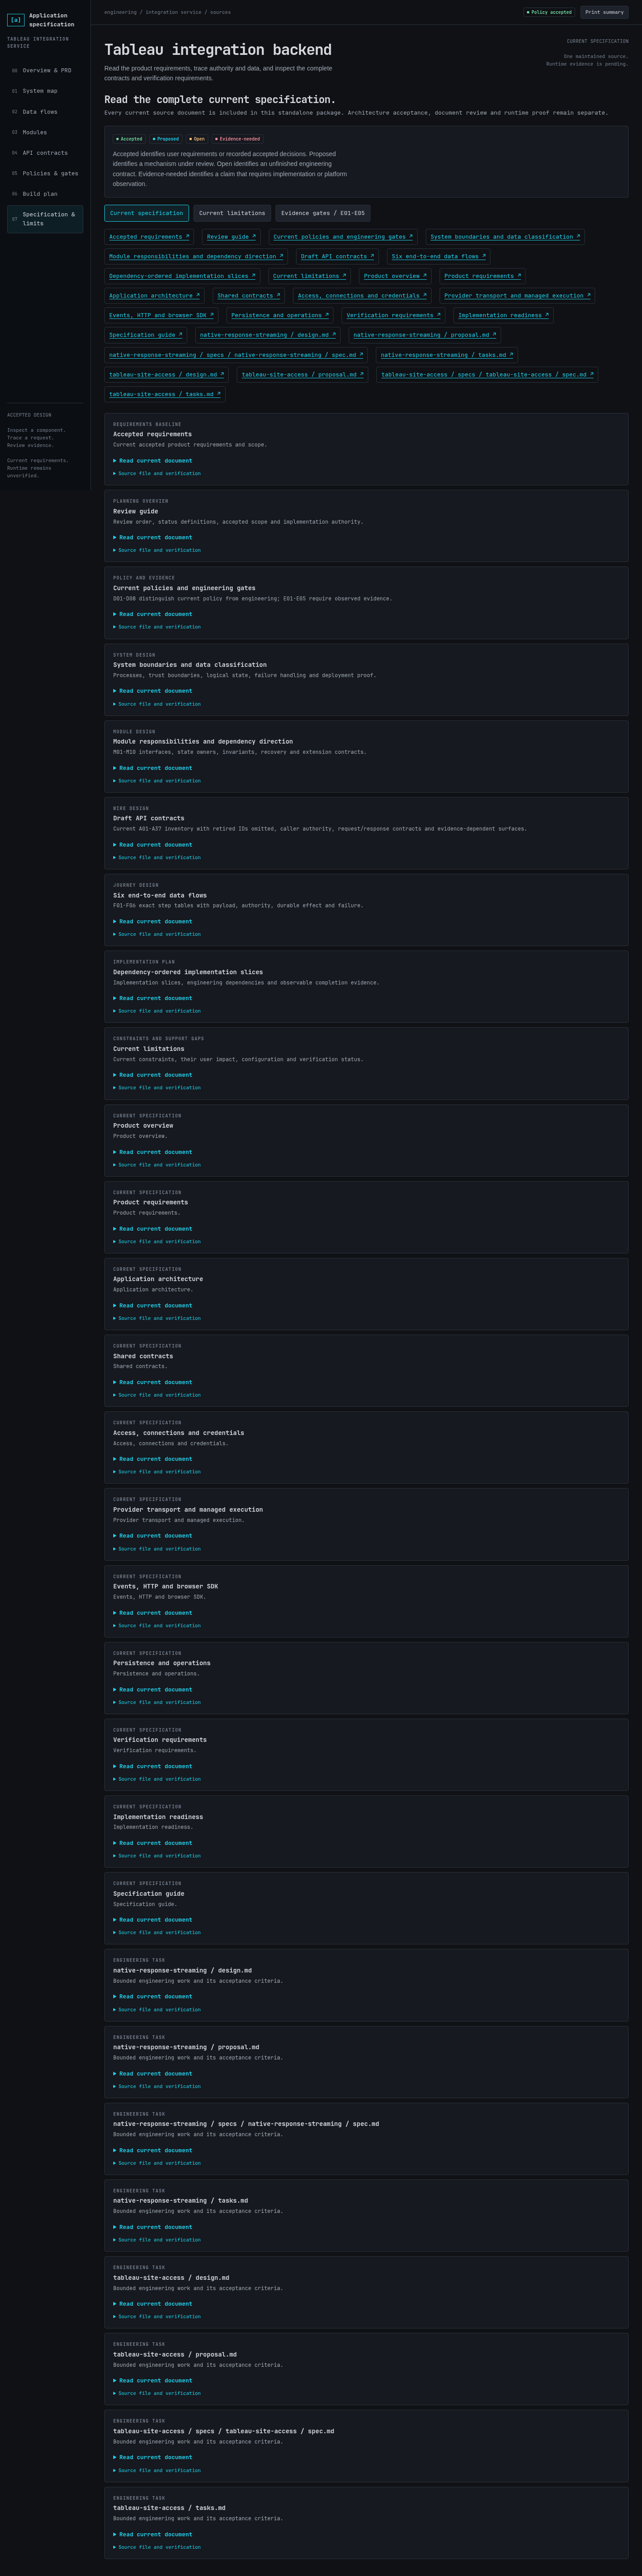 [a]
Application
specification
TABLEAU INTEGRATION
SERVICE
00 Overview & PRD
01 System map
02 Data flows
03 Modules
04 API contracts
05 Policies & gates
06 Build plan
07 Specification &
limits
ACCEPTED DESIGN
Inspect a component.
Trace a request.
Review evidence.
Current requirements.
Runtime remains
unverified.
engineering / integration service / sources
Policy accepted
Print summary
Tableau integration backend
Read the product requirements, trace authority and data, and inspect the complete
contracts and verification requirements.
CURRENT SPECIFICATION
One maintained source.
Runtime evidence is pending.
Read the complete current specification.
Every current source document is included in this standalone package. Architecture acceptance, document review and runtime proof remain separate.
Accepted Proposed Open Evidence-needed
Accepted identifies user requirements or recorded accepted decisions. Proposed
identifies a mechanism under review. Open identifies an unfinished engineering
contract. Evidence-needed identifies a claim that requires implementation or platform
observation.
Current specification Current limitations Evidence gates / E01-E05
Accepted requirements ↗ Review guide ↗ Current policies and engineering gates ↗ System boundaries and data classification ↗
Module responsibilities and dependency direction ↗ Draft API contracts ↗ Six end-to-end data flows ↗
Dependency-ordered implementation slices ↗ Current limitations ↗ Product overview ↗ Product requirements ↗
Application architecture ↗ Shared contracts ↗ Access, connections and credentials ↗ Provider transport and managed execution ↗
Events, HTTP and browser SDK ↗ Persistence and operations ↗ Verification requirements ↗ Implementation readiness ↗
Specification guide ↗ native-response-streaming / design.md ↗ native-response-streaming / proposal.md ↗
native-response-streaming / specs / native-response-streaming / spec.md ↗ native-response-streaming / tasks.md ↗
tableau-site-access / design.md ↗ tableau-site-access / proposal.md ↗ tableau-site-access / specs / tableau-site-access / spec.md ↗
tableau-site-access / tasks.md ↗
REQUIREMENTS BASELINE
Accepted requirements
Current accepted product requirements and scope.
▶ Read current document
▶ Source file and verification
PLANNING OVERVIEW
Review guide
Review order, status definitions, accepted scope and implementation authority.
▶ Read current document
▶ Source file and verification
POLICY AND EVIDENCE
Current policies and engineering gates
D01-D08 distinguish current policy from engineering; E01-E05 require observed evidence.
▶ Read current document
▶ Source file and verification
SYSTEM DESIGN
System boundaries and data classification
Processes, trust boundaries, logical state, failure handling and deployment proof.
▶ Read current document
▶ Source file and verification
MODULE DESIGN
Module responsibilities and dependency direction
M01-M10 interfaces, state owners, invariants, recovery and extension contracts.
▶ Read current document
▶ Source file and verification
WIRE DESIGN
Draft API contracts
Current A01-A37 inventory with retired IDs omitted, caller authority, request/response contracts and evidence-dependent surfaces.
▶ Read current document
▶ Source file and verification
JOURNEY DESIGN
Six end-to-end data flows
F01-F06 exact step tables with payload, authority, durable effect and failure.
▶ Read current document
▶ Source file and verification
IMPLEMENTATION PLAN
Dependency-ordered implementation slices
Implementation slices, engineering dependencies and observable completion evidence.
▶ Read current document
▶ Source file and verification
CONSTRAINTS AND SUPPORT GAPS
Current limitations
Current constraints, their user impact, configuration and verification status.
▶ Read current document
▶ Source file and verification
CURRENT SPECIFICATION
Product overview
Product overview.
▶ Read current document
▶ Source file and verification
CURRENT SPECIFICATION
Product requirements
Product requirements.
▶ Read current document
▶ Source file and verification
CURRENT SPECIFICATION
Application architecture
Application architecture.
▶ Read current document
▶ Source file and verification
CURRENT SPECIFICATION
Shared contracts
Shared contracts.
▶ Read current document
▶ Source file and verification
CURRENT SPECIFICATION
Access, connections and credentials
Access, connections and credentials.
▶ Read current document
▶ Source file and verification
CURRENT SPECIFICATION
Provider transport and managed execution
Provider transport and managed execution.
▶ Read current document
▶ Source file and verification
CURRENT SPECIFICATION
Events, HTTP and browser SDK
Events, HTTP and browser SDK.
▶ Read current document
▶ Source file and verification
CURRENT SPECIFICATION
Persistence and operations
Persistence and operations.
▶ Read current document
▶ Source file and verification
CURRENT SPECIFICATION
Verification requirements
Verification requirements.
▶ Read current document
▶ Source file and verification
CURRENT SPECIFICATION
Implementation readiness
Implementation readiness.
▶ Read current document
▶ Source file and verification
CURRENT SPECIFICATION
Specification guide
Specification guide.
▶ Read current document
▶ Source file and verification
ENGINEERING TASK
native-response-streaming / design.md
Bounded engineering work and its acceptance criteria.
▶ Read current document
▶ Source file and verification
ENGINEERING TASK
native-response-streaming / proposal.md
Bounded engineering work and its acceptance criteria.
▶ Read current document
▶ Source file and verification
ENGINEERING TASK
native-response-streaming / specs / native-response-streaming / spec.md
Bounded engineering work and its acceptance criteria.
▶ Read current document
▶ Source file and verification
ENGINEERING TASK
native-response-streaming / tasks.md
Bounded engineering work and its acceptance criteria.
▶ Read current document
▶ Source file and verification
ENGINEERING TASK
tableau-site-access / design.md
Bounded engineering work and its acceptance criteria.
▶ Read current document
▶ Source file and verification
ENGINEERING TASK
tableau-site-access / proposal.md
Bounded engineering work and its acceptance criteria.
▶ Read current document
▶ Source file and verification
ENGINEERING TASK
tableau-site-access / specs / tableau-site-access / spec.md
Bounded engineering work and its acceptance criteria.
▶ Read current document
▶ Source file and verification
ENGINEERING TASK
tableau-site-access / tasks.md
Bounded engineering work and its acceptance criteria.
▶ Read current document
▶ Source file and verification